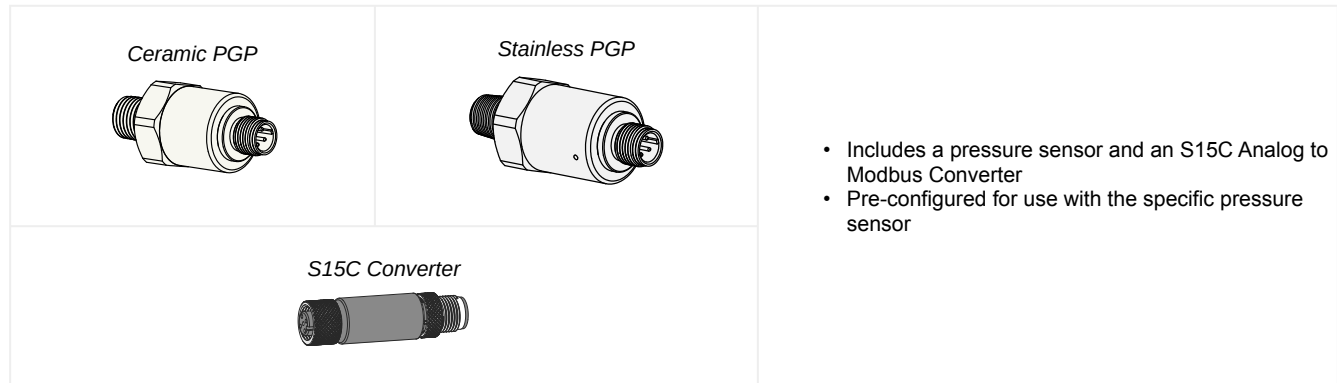 Ceramic PGP
Stainless PGP
S15C Converter
• Includes a pressure sensor and an S15C Analog to
Modbus Converter
• Pre-configured for use with the specific pressure
sensor